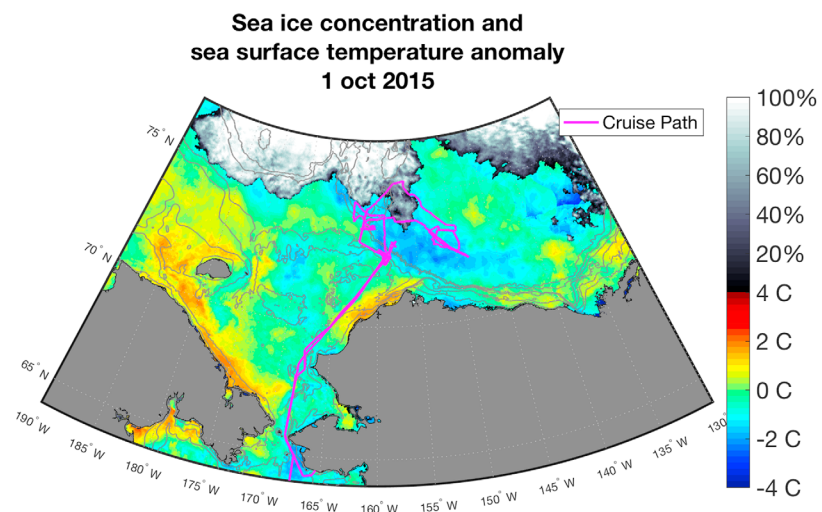 Sea ice concentration and
sea surface temperature anomaly
1 oct 2015
Cruise Path
100%
80%
60%
40%
20%
4 C
2 C
0 C
-2 C
-4 C
75° N
70° N
65° N
190° W
185° W
180° W
175° W
170° W
165° W
160° W
155° W
150° W
145° W
140° W
135° W
130°